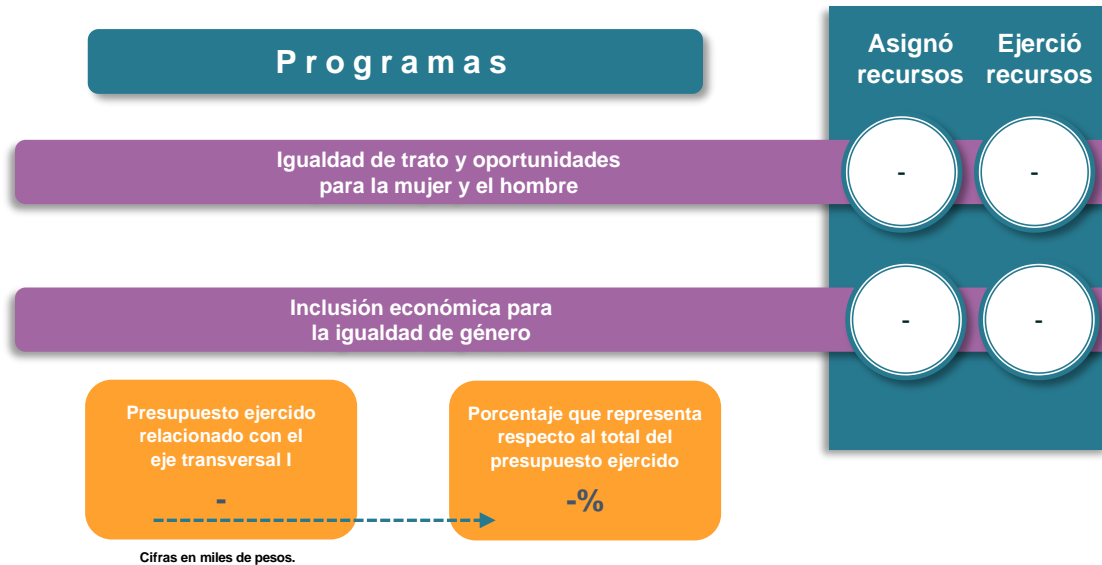 Programas
Asignó
recursos
Ejerció
recursos
Igualdad de trato y oportunidades
para la mujer y el hombre
-
-
Inclusión económica para
la igualdad de género
-
-
Presupuesto ejercido
relacionado con el
eje transversal I
-
Porcentaje que representa
respecto al total del
presupuesto ejercido
-%
Cifras en miles de pesos.